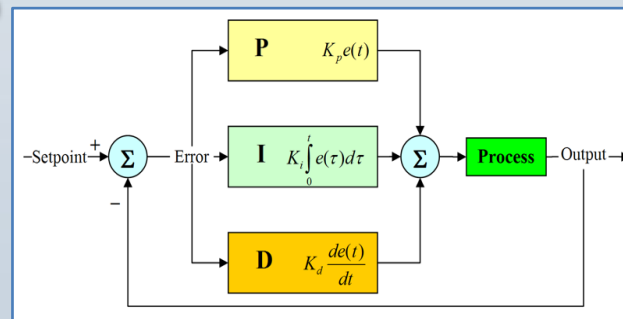 P K_p e(t)
+
–Setpoint Σ Error I K_i ∫_0^t e(τ)dτ Σ Process Output
–
D K_d de(t)/dt